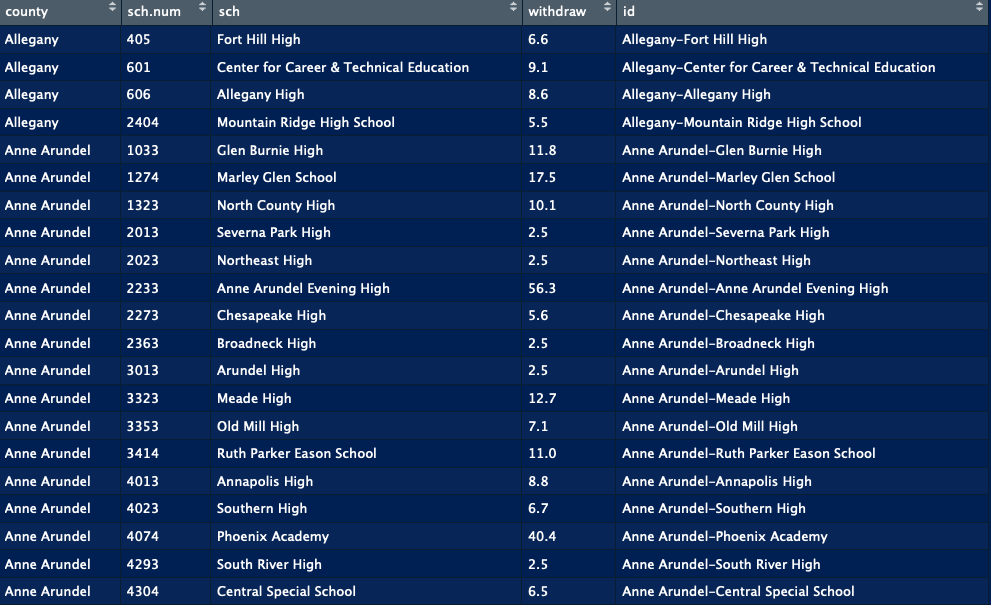 county sch.num sch withdraw id
Allegany 405 Fort Hill High 6.6 Allegany-Fort Hill High
Allegany 601 Center for Career & Technical Education 9.1 Allegany-Center for Career & Technical Education
Allegany 606 Allegany High 8.6 Allegany-Allegany High
Allegany 2404 Mountain Ridge High School 5.5 Allegany-Mountain Ridge High School
Anne Arundel 1033 Glen Burnie High 11.8 Anne Arundel-Glen Burnie High
Anne Arundel 1274 Marley Glen School 17.5 Anne Arundel-Marley Glen School
Anne Arundel 1323 North County High 10.1 Anne Arundel-North County High
Anne Arundel 2013 Severna Park High 2.5 Anne Arundel-Severna Park High
Anne Arundel 2023 Northeast High 2.5 Anne Arundel-Northeast High
Anne Arundel 2233 Anne Arundel Evening High 56.3 Anne Arundel-Anne Arundel Evening High
Anne Arundel 2273 Chesapeake High 5.6 Anne Arundel-Chesapeake High
Anne Arundel 2363 Broadneck High 2.5 Anne Arundel-Broadneck High
Anne Arundel 3013 Arundel High 2.5 Anne Arundel-Arundel High
Anne Arundel 3323 Meade High 12.7 Anne Arundel-Meade High
Anne Arundel 3353 Old Mill High 7.1 Anne Arundel-Old Mill High
Anne Arundel 3414 Ruth Parker Eason School 11.0 Anne Arundel-Ruth Parker Eason School
Anne Arundel 4013 Annapolis High 8.8 Anne Arundel-Annapolis High
Anne Arundel 4023 Southern High 6.7 Anne Arundel-Southern High
Anne Arundel 4074 Phoenix Academy 40.4 Anne Arundel-Phoenix Academy
Anne Arundel 4293 South River High 2.5 Anne Arundel-South River High
Anne Arundel 4304 Central Special School 6.5 Anne Arundel-Central Special School